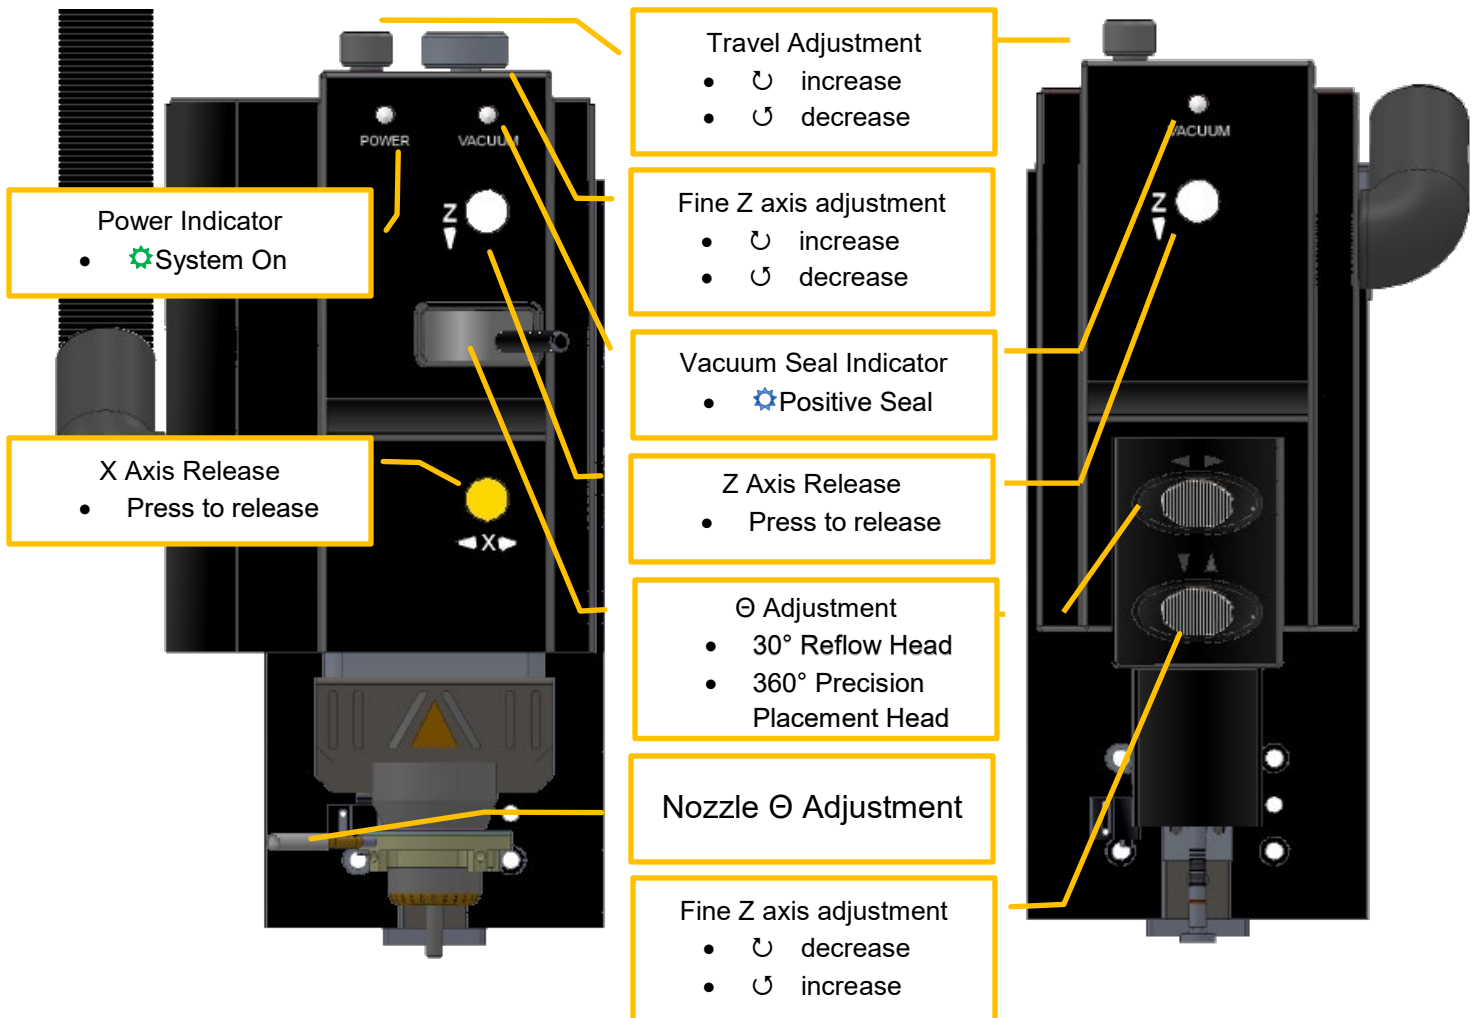 Travel Adjustment
• ↻ increase
• ↺ decrease
POWER
VACUUM
VACUUM
Fine Z axis adjustment
• ↻ increase
• ↺ decrease
Power Indicator
• System On
Z
Z
Vacuum Seal Indicator
• Positive Seal
X Axis Release
• Press to release
Z Axis Release
• Press to release
X
Θ Adjustment
• 30° Reflow Head
• 360° Precision
Placement Head
Nozzle Θ Adjustment
Fine Z axis adjustment
• ↻ decrease
• ↺ increase